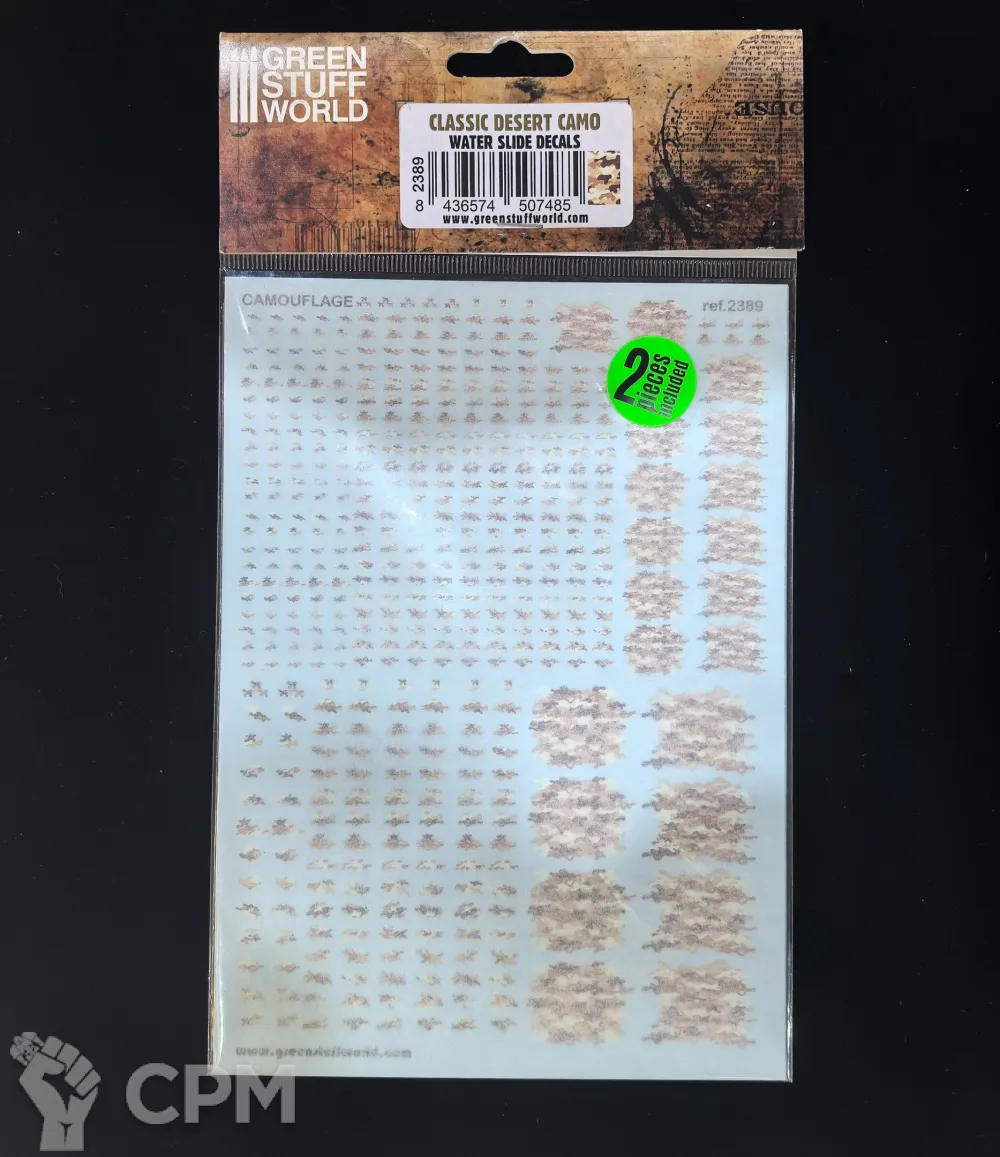 GREEN
STUFF
WORLD
CLASSIC DESERT CAMO
WATER SLIDE DECALS
2389
8 436574 507485
www.greenstuffworld.com
CAMOUFLAGE
ref.2389
2
pieces
included
www.greenstuffworld.com
CPM